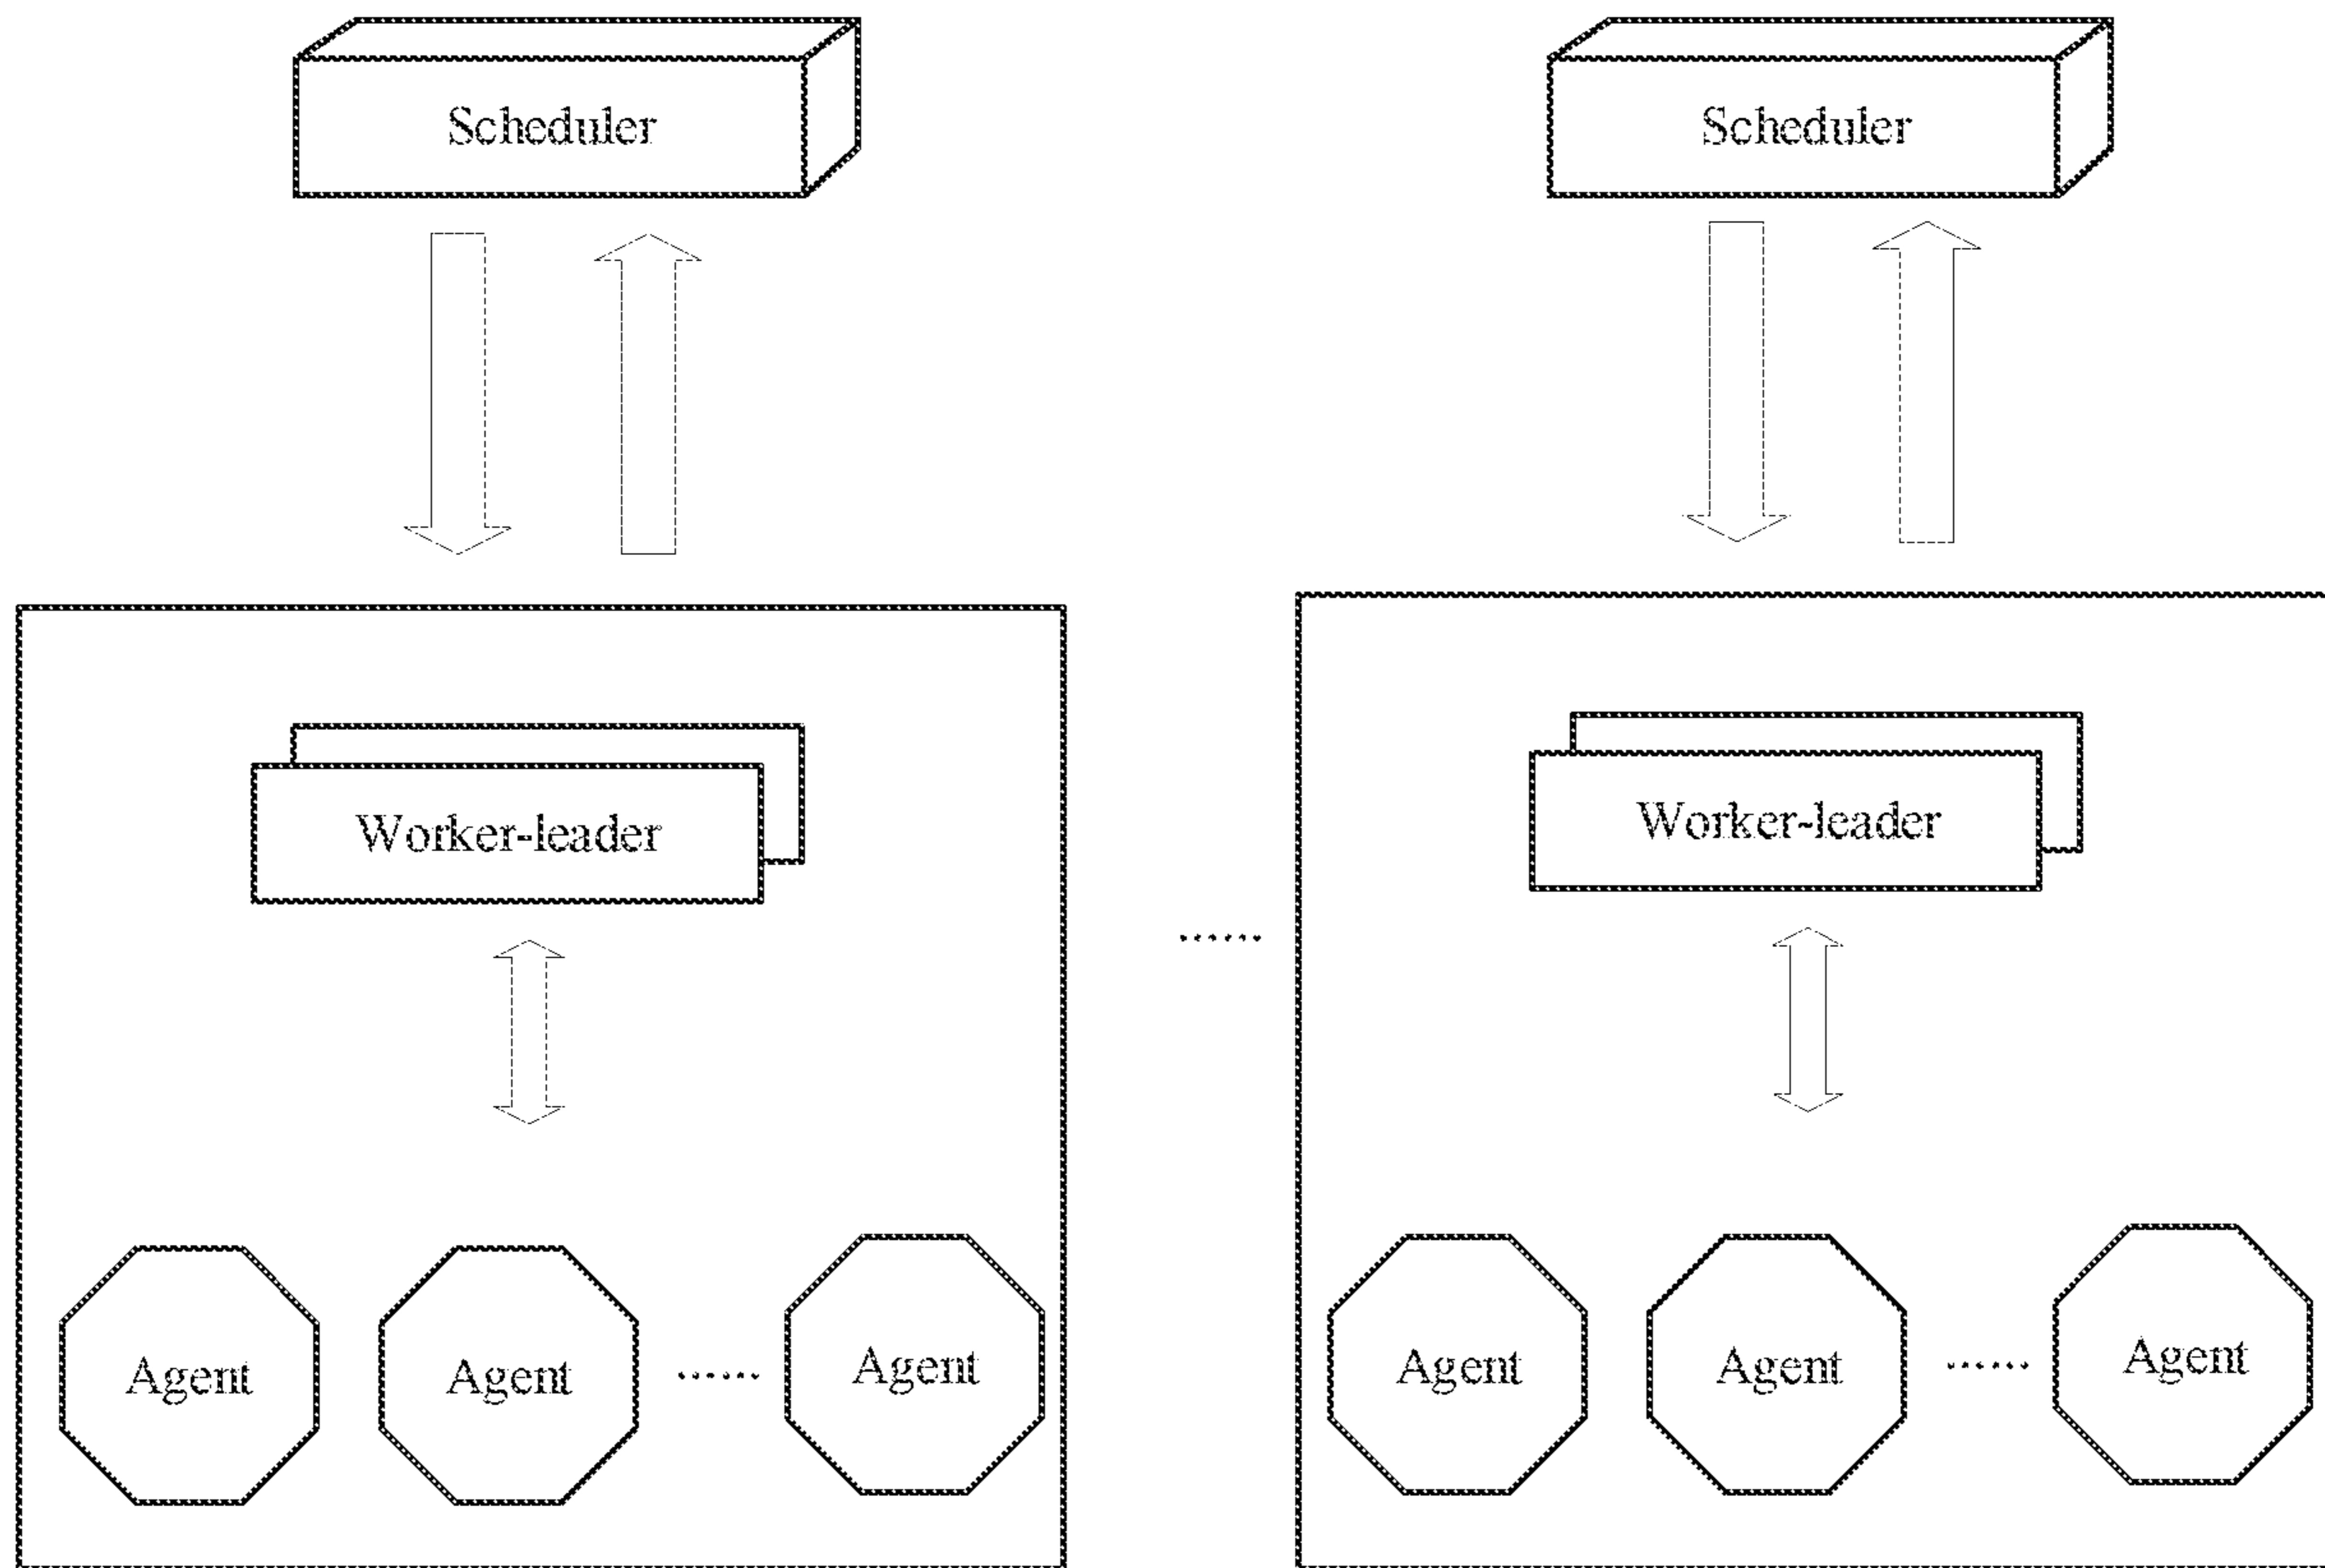 Scheduler
Scheduler
Worker-leader
Worker-leader
......
Agent
Agent
......
Agent
Agent
Agent
......
Agent